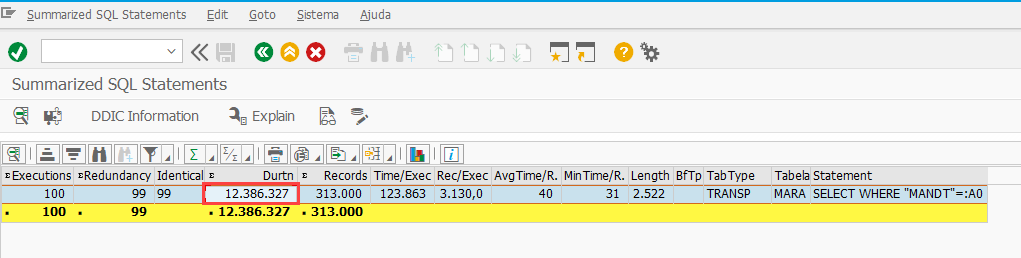 Summarized SQL Statements Edit Goto Sistema Ajuda
Summarized SQL Statements
DDIC Information Explain
Executions Redundancy Identical Durtn Records Time/Exec Rec/Exec AvgTime/R. MinTime/R. Length BfTp TabType Tabela Statement
100 99 99 12.386.327 313.000 123.863 3.130,0 40 31 2.522 TRANSP MARA SELECT WHERE "MANDT"=:A0
100 99 12.386.327 313.000